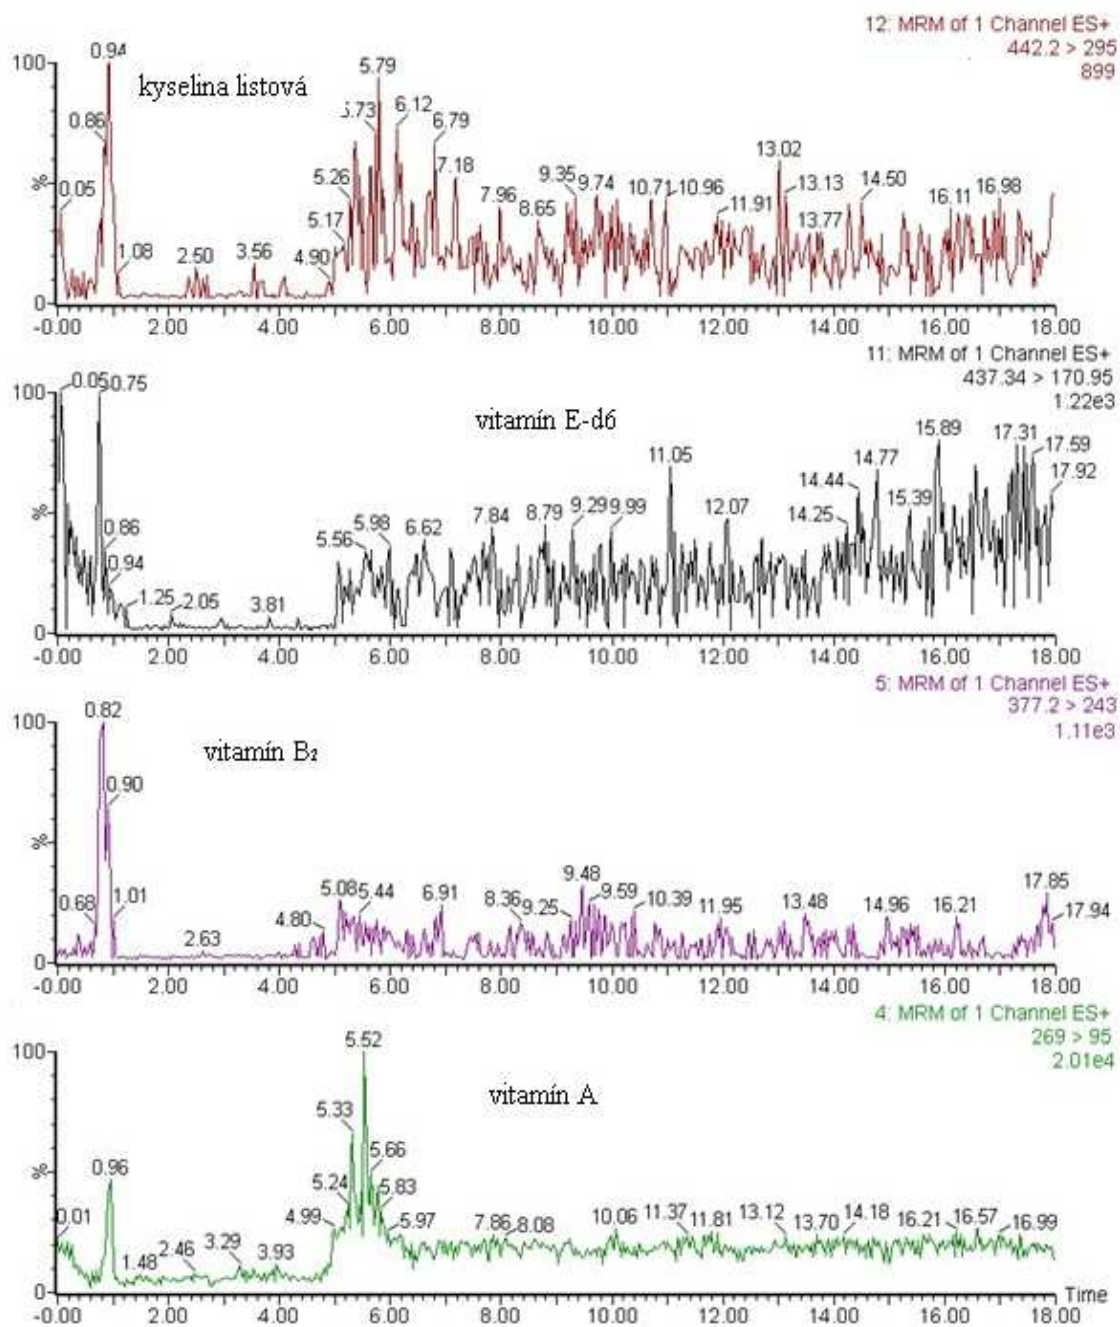 12: MRM of 1 Channel ES+
442.2 > 295
899
kyselina listová
100
%
0
0.05 0.86 0.94 1.08 2.50 3.56 4.90 5.17 5.26 5.79 6.12 6.79 7.18 7.96 8.65 9.35 9.74 10.71 10.96 11.91 13.02 13.13 13.77 14.50 16.11 16.98
-0.00 2.00 4.00 6.00 8.00 10.00 12.00 14.00 16.00 18.00
11: MRM of 1 Channel ES+
437.34 > 170.95
1.22e3
vitamín E-d6
100
%
0
0.05 0.75 0.86 0.94 1.25 2.05 3.81 5.56 5.98 6.62 7.84 8.79 9.29 9.99 11.05 12.07 14.25 14.44 14.77 15.39 15.89 17.31 17.59 17.92
-0.00 2.00 4.00 6.00 8.00 10.00 12.00 14.00 16.00 18.00
5: MRM of 1 Channel ES+
377.2 > 243
1.11e3
vitamín B₂
100
%
0
0.68 0.82 0.90 1.01 2.63 4.80 5.08 5.44 6.91 8.36 9.25 9.48 9.59 10.39 11.95 13.48 14.96 16.21 17.85 17.94
-0.00 2.00 4.00 6.00 8.00 10.00 12.00 14.00 16.00 18.00
4: MRM of 1 Channel ES+
269 > 95
2.01e4
vitamín A
100
%
0
0.01 0.96 1.48 2.46 3.29 3.93 4.99 5.24 5.33 5.52 5.66 5.83 5.97 7.86 8.08 10.06 11.37 11.81 13.12 13.70 14.18 16.21 16.57 16.99
Time
-0.00 2.00 4.00 6.00 8.00 10.00 12.00 14.00 16.00 18.00